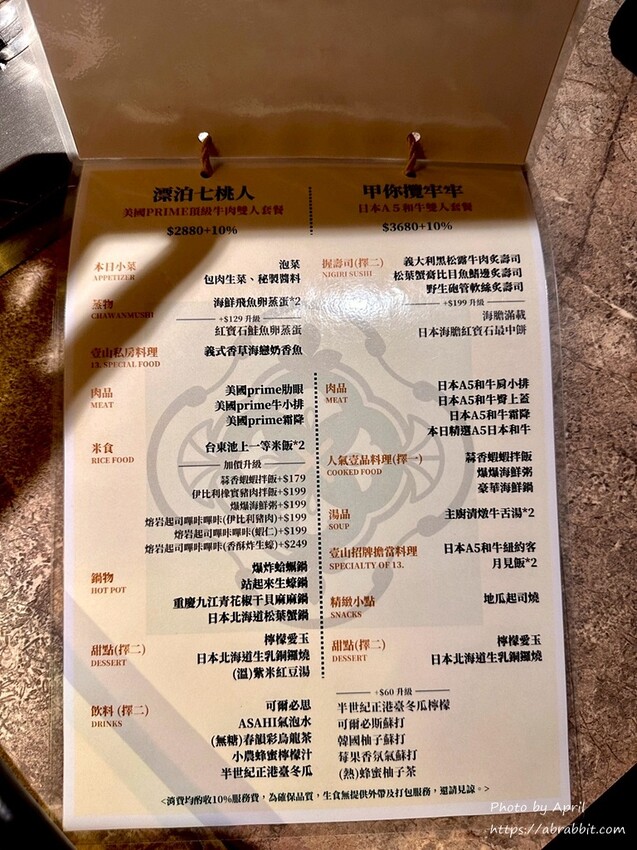 漂泊七桃人
美國PRIME頂級牛肉雙人套餐
$2880+10%
本日小菜
APPETIZER
泡菜
包肉生菜、秘製醬料
蒸物
CHAWANMUSHI
海鮮飛魚卵蒸蛋*2
+$129 升級
紅寶石鮭魚卵蒸蛋
壹山私房料理
13. SPECIAL FOOD
義式香草海戀奶香魚
肉品
MEAT
美國prime肋眼
美國prime牛小排
美國prime霜降
米食
RICE FOOD
台東池上一等米飯*2
加價升級
蒜香蝦蝦拌飯+$179
伊比利橡實豬肉拌飯+$199
爆爆海鮮粥+$199
熔岩起司嗶咔嗶咔(伊比利豬肉)+$199
熔岩起司嗶咔嗶咔(蝦仁)+$199
熔岩起司嗶咔嗶咔(香酥炸生蠔)+$249
鍋物
HOT POT
爆炸蛤蠣鍋
站起來生蠔鍋
重慶九江青花椒干貝麻麻鍋
日本北海道松葉蟹鍋
甜點(擇二)
DESSERT
檸檬愛玉
日本北海道生乳銅鑼燒
(溫)紫米紅豆湯
飲料 (擇二)
DRINKS
可爾必思
ASAHI氣泡水
(無糖)春韻彩烏龍茶
小農蜂蜜檸檬汁
半世紀正港臺冬瓜
甲你攬牢牢
日本A5和牛雙人套餐
$3680+10%
握壽司(擇二)
NIGIRI SUSHI
義大利黑松露牛肉炙壽司
松葉蟹膏比目魚鰭邊炙壽司
野生砲管軟絲炙壽司
+$199 升級
海膽滿載
日本海膽紅寶石最中餅
肉品
MEAT
日本A5和牛肩小排
日本A5和牛臀上蓋
日本A5和牛霜降
本日精選A5日本和牛
人氣壹品料理(擇一)
COOKED FOOD
蒜香蝦蝦拌飯
爆爆海鮮粥
豪華海鮮鍋
湯品
SOUP
主廚清燉牛舌湯*2
壹山招牌擔當料理
SPECIALTY OF 13.
日本A5和牛紐約客
月見飯*2
精緻小點
SNACKS
地瓜起司燒
甜點(擇二)
DESSERT
檸檬愛玉
日本北海道生乳銅鑼燒
+$60 升級
半世紀正港臺冬瓜檸檬
可爾必斯蘇打
韓國柚子蘇打
莓果香氛氣蘇打
(熱)蜂蜜柚子茶
<消費均酌收10%服務費，為確保品質，生食無提供外帶及打包服務，還請見諒。>
Photo by April
https://abrabbit.com